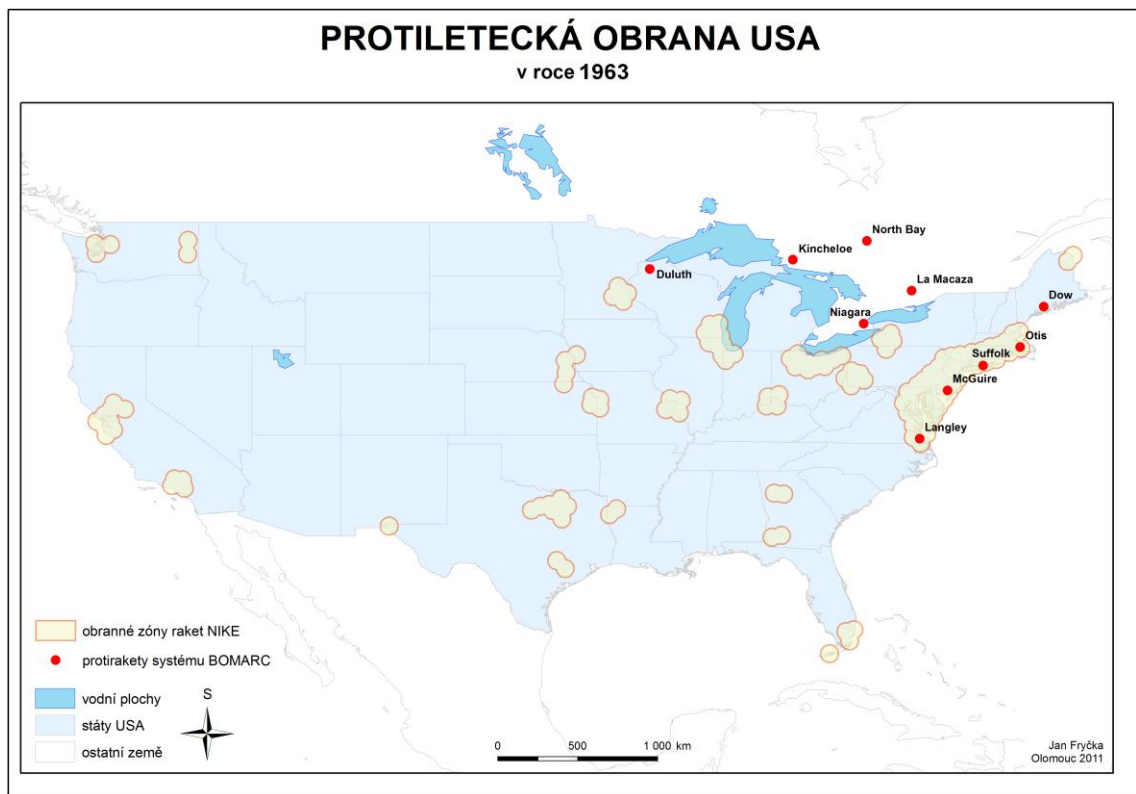 PROTILETECKÁ OBRANA USA
v roce 1963
North Bay
Kincheloe
Duluth
La Macaza
Dow
Niagara
Otis
Suffolk
McGuire
Langley
obranné zóny raket NIKE
protirakety systému BOMARC
vodní plochy
státy USA
ostatní země
S
0 500 1 000 km
Jan Fryčka
Olomouc 2011